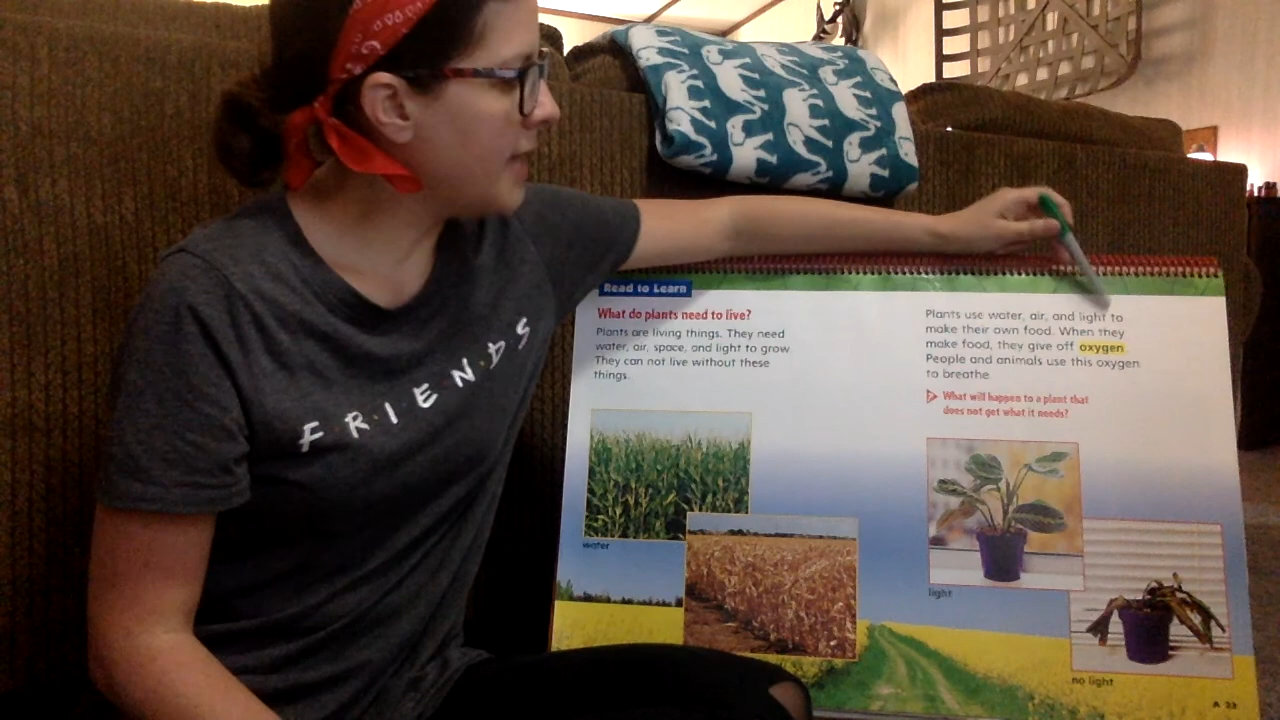 F·R·I·E·N·D·S
Read to Learn
What do plants need to live?
Plants are living things. They need
water, air, space, and light to grow
They can not live without these
things.
Plants use water, air, and light to
make their own food. When they
make food, they give off oxygen
People and animals use this oxygen
to breathe
? What will happen to a plant that
does not get what it needs?
water
light
no light
A 23